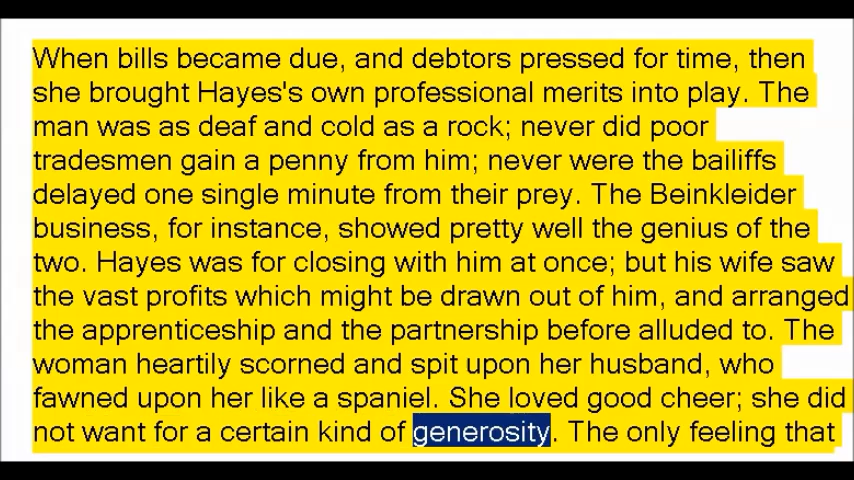 When bills became due, and debtors pressed for time, then
she brought Hayes's own professional merits into play. The
man was as deaf and cold as a rock; never did poor
tradesmen gain a penny from him; never were the bailiffs
delayed one single minute from their prey. The Beinkleider
business, for instance, showed pretty well the genius of the
two. Hayes was for closing with him at once; but his wife saw
the vast profits which might be drawn out of him, and arranged
the apprenticeship and the partnership before alluded to. The
woman heartily scorned and spit upon her husband, who
fawned upon her like a spaniel. She loved good cheer; she did
not want for a certain kind of generosity. The only feeling that